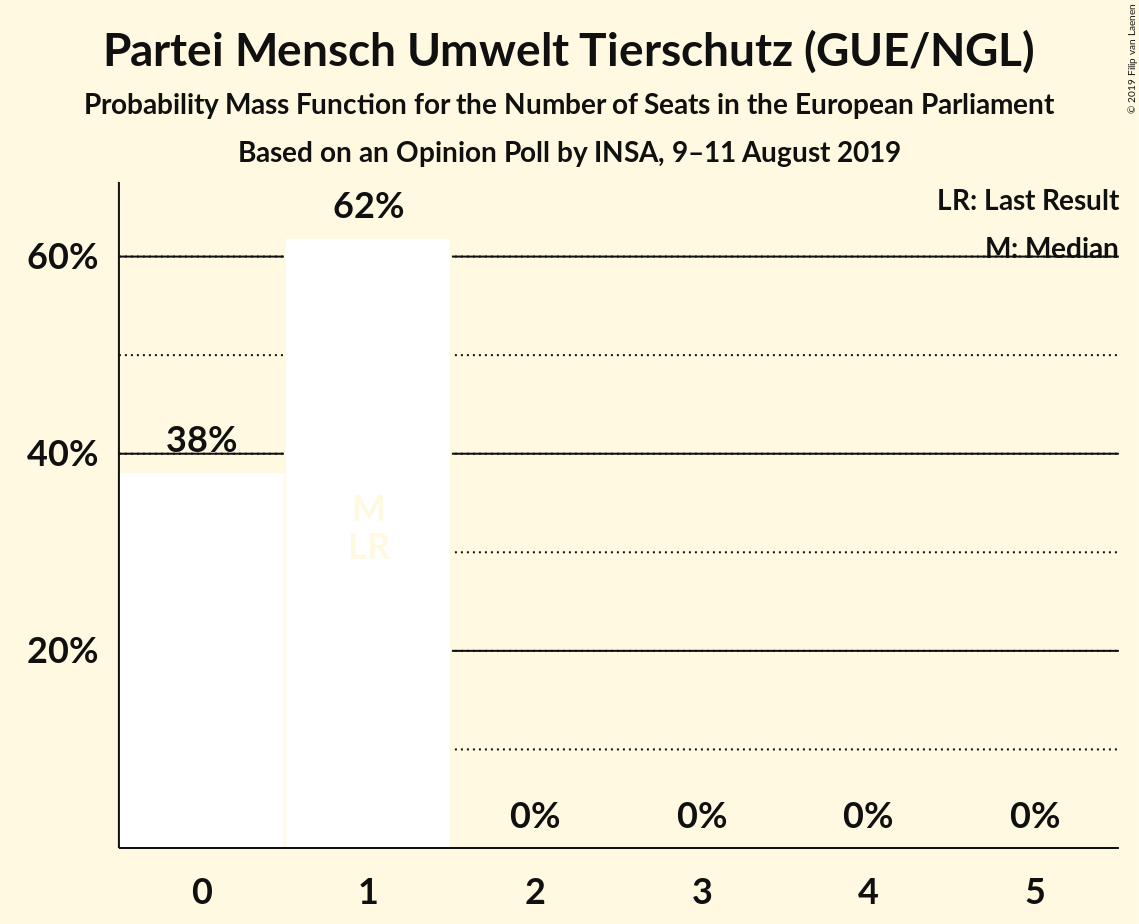 Partei Mensch Umwelt Tierschutz (GUE/NGL)
Probability Mass Function for the Number of Seats in the European Parliament
Based on an Opinion Poll by INSA, 9–11 August 2019
© 2019 Filip van Laenen
LR: Last Result
M: Median
62%
60%
38%
40%
M
LR
20%
0% 0% 0% 0%
0 1 2 3 4 5